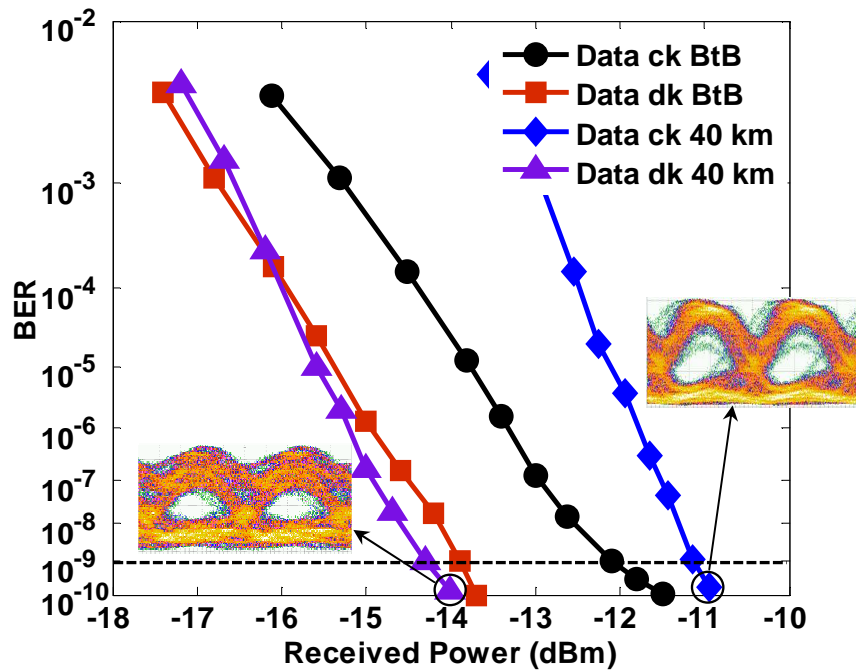 10^-2
10^-3
10^-4
10^-5
10^-6
10^-7
10^-8
10^-9
10^-10
BER
Data ck BtB
Data dk BtB
Data ck 40 km
Data dk 40 km
-18 -17 -16 -15 -14 -13 -12 -11 -10
Received Power (dBm)